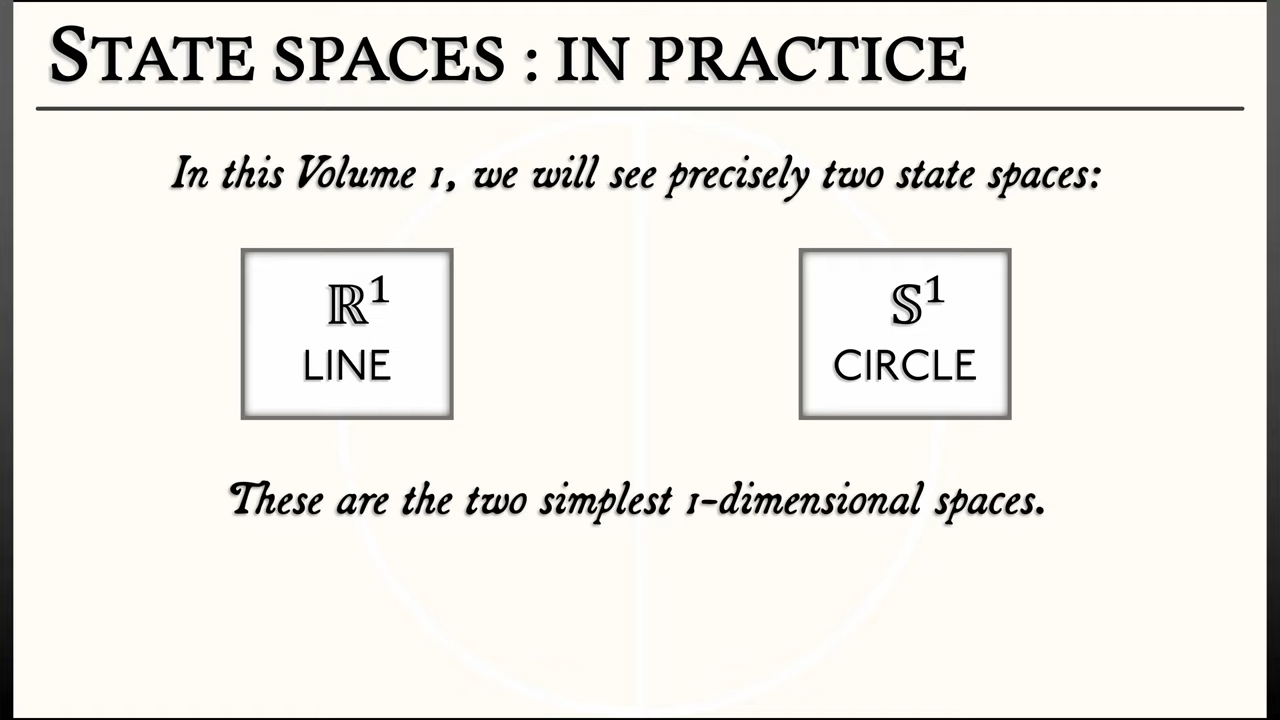 STATE SPACES : IN PRACTICE
In this Volume 1, we will see precisely two state spaces:
ℝ¹
LINE
𝕊¹
CIRCLE
These are the two simplest 1-dimensional spaces.